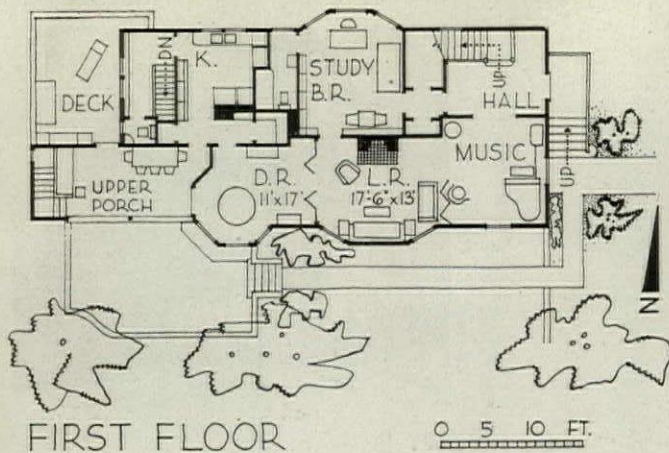 DECK
DN
K.
STUDY
B.R.
UP
HALL
UPPER
PORCH
D.R.
11'x17'
L.R.
17'-6"x13'
MUSIC
UP
N
FIRST FLOOR
0 5 10 FT.